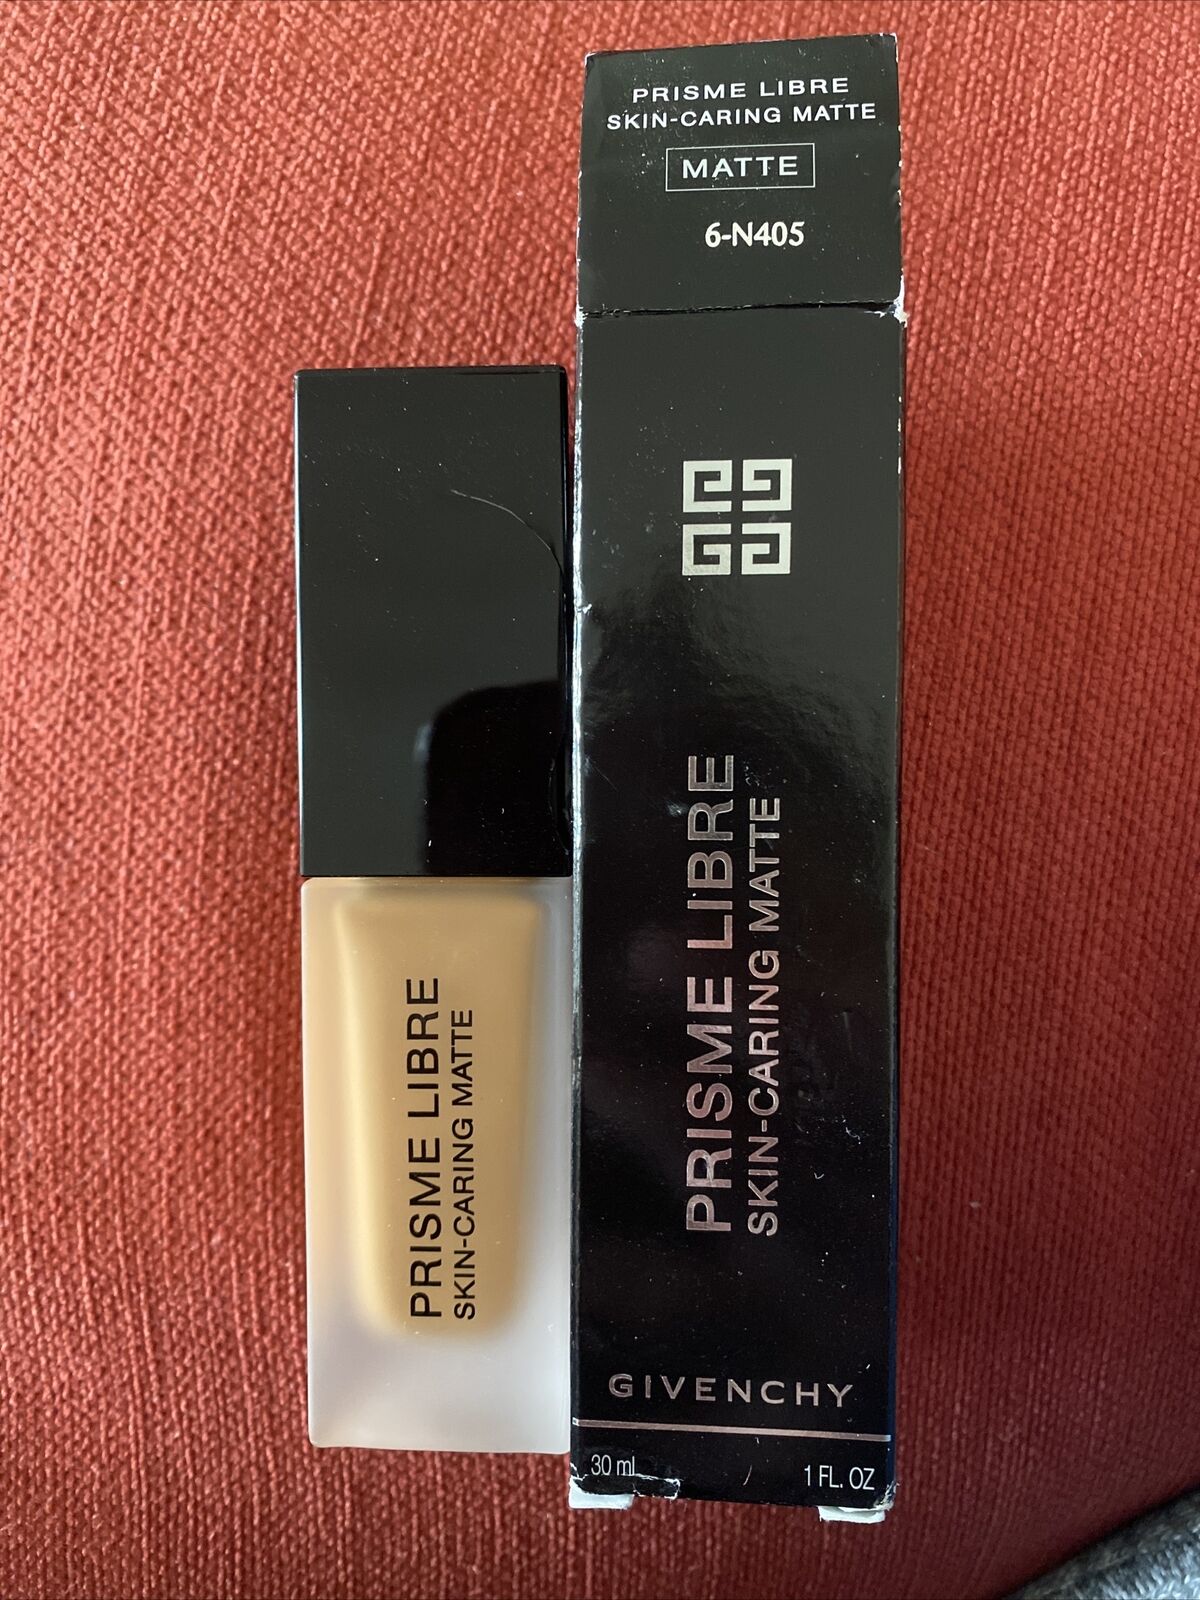 PRISME LIBRE
SKIN-CARING MATTE
MATTE
6-N405
PRISME LIBRE
SKIN-CARING MATTE
GIVENCHY
30 ml
1 FL. OZ
PRISME LIBRE
SKIN-CARING MATTE